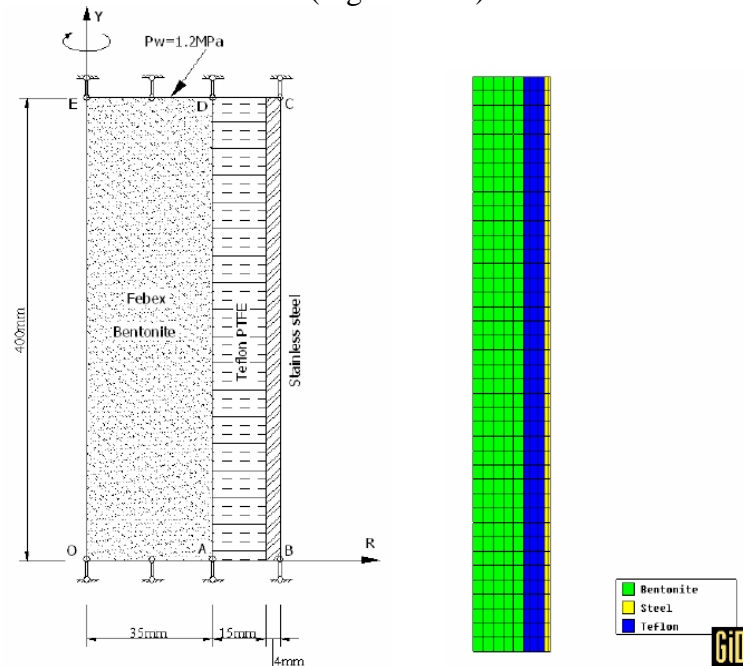 Y
Pw=1.2MPa
E
D
C
400mm
Febex
Bentonite
Teflon PTFE
Stainless steel
O
A
B
R
35mm
15mm
4mm
Bentonite
Steel
Teflon
GiD